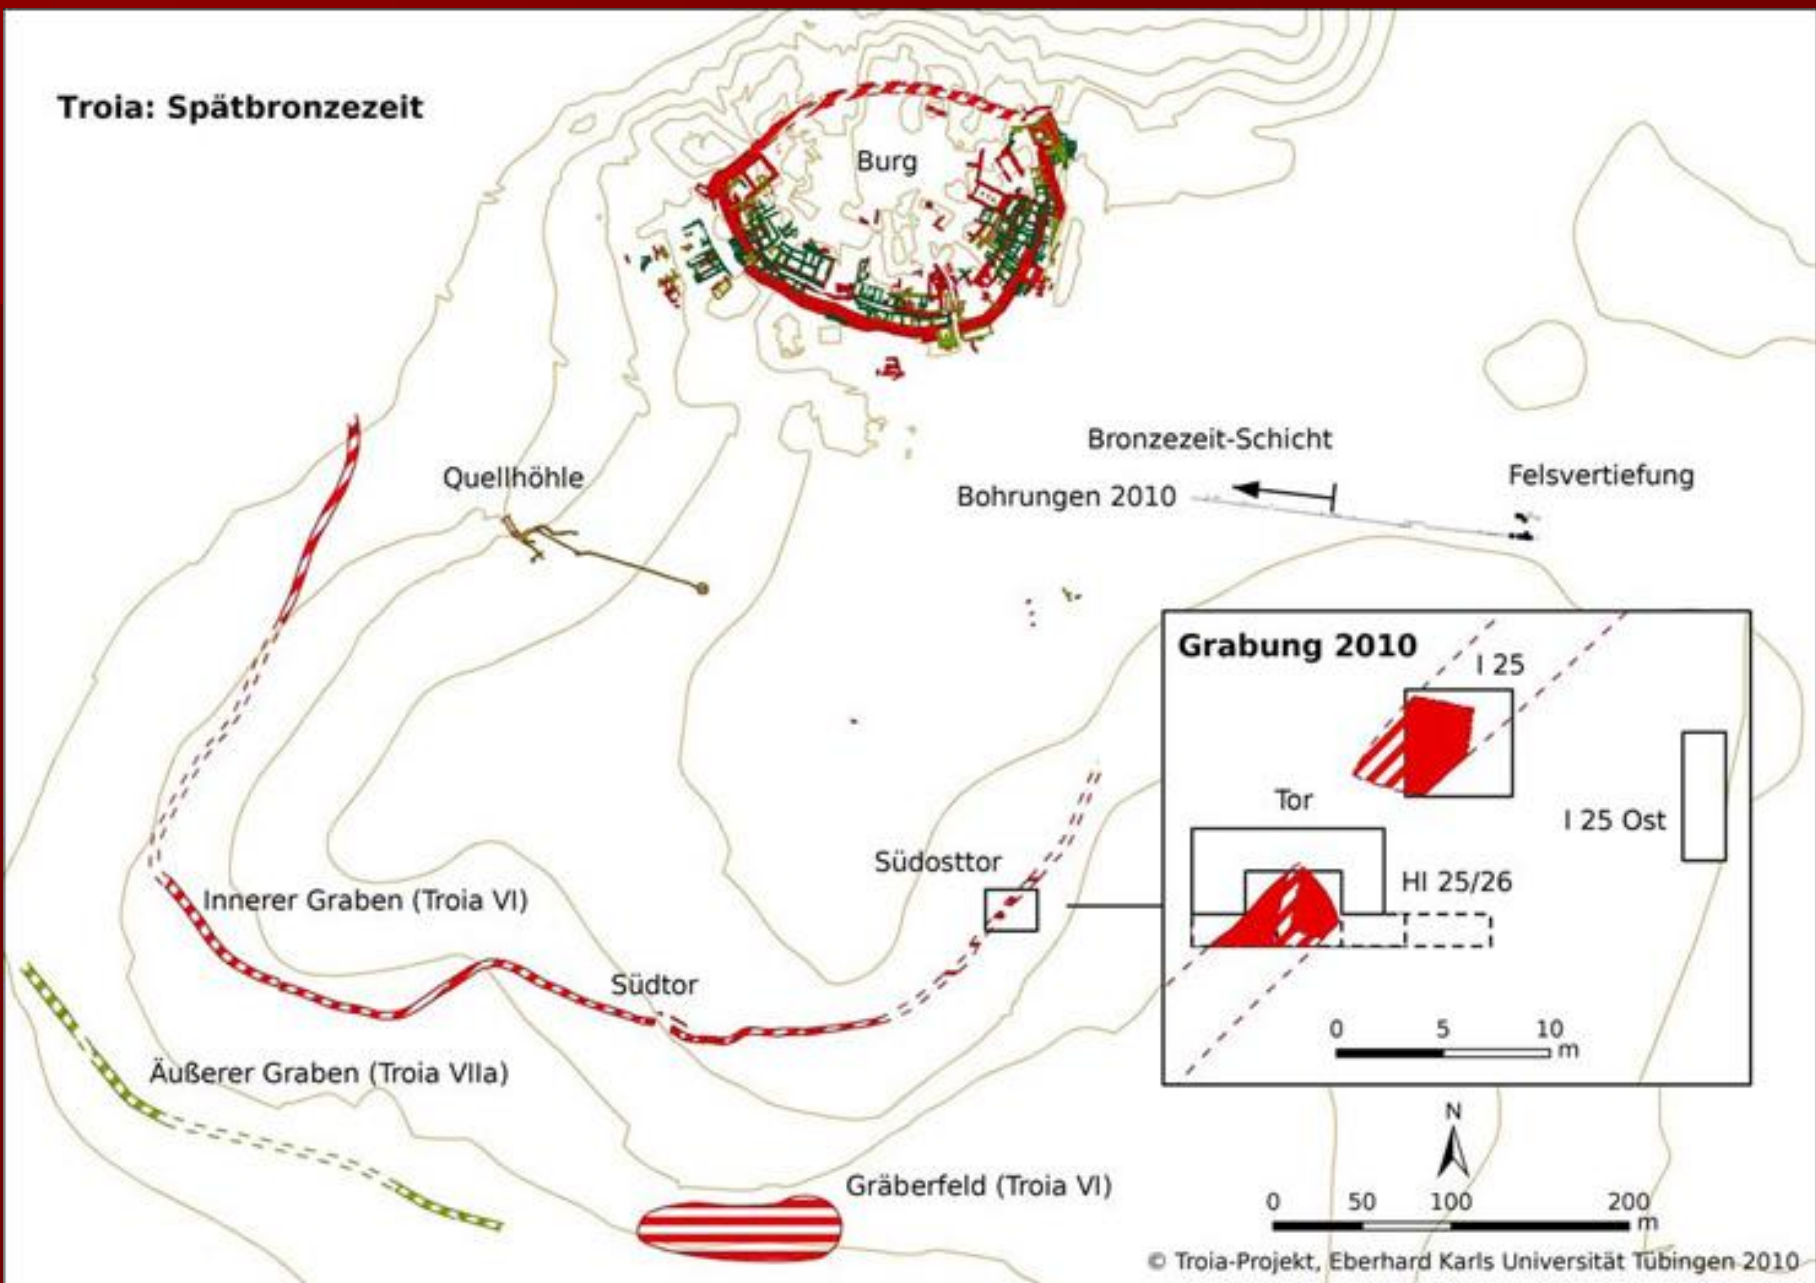 Troia: Spätbronzezeit
Burg
Bronzezeit-Schicht
Quellhöhle
Felsvertiefung
Bohrungen 2010
Grabung 2010
I 25
Tor
I 25 Ost
Südosttor
HI 25/26
Innerer Graben (Troia VI)
Südtor
0 5 10
m
Äußerer Graben (Troia VIIa)
N
Gräberfeld (Troia VI)
0 50 100 200
m
© Troia-Projekt, Eberhard Karls Universität Tübingen 2010